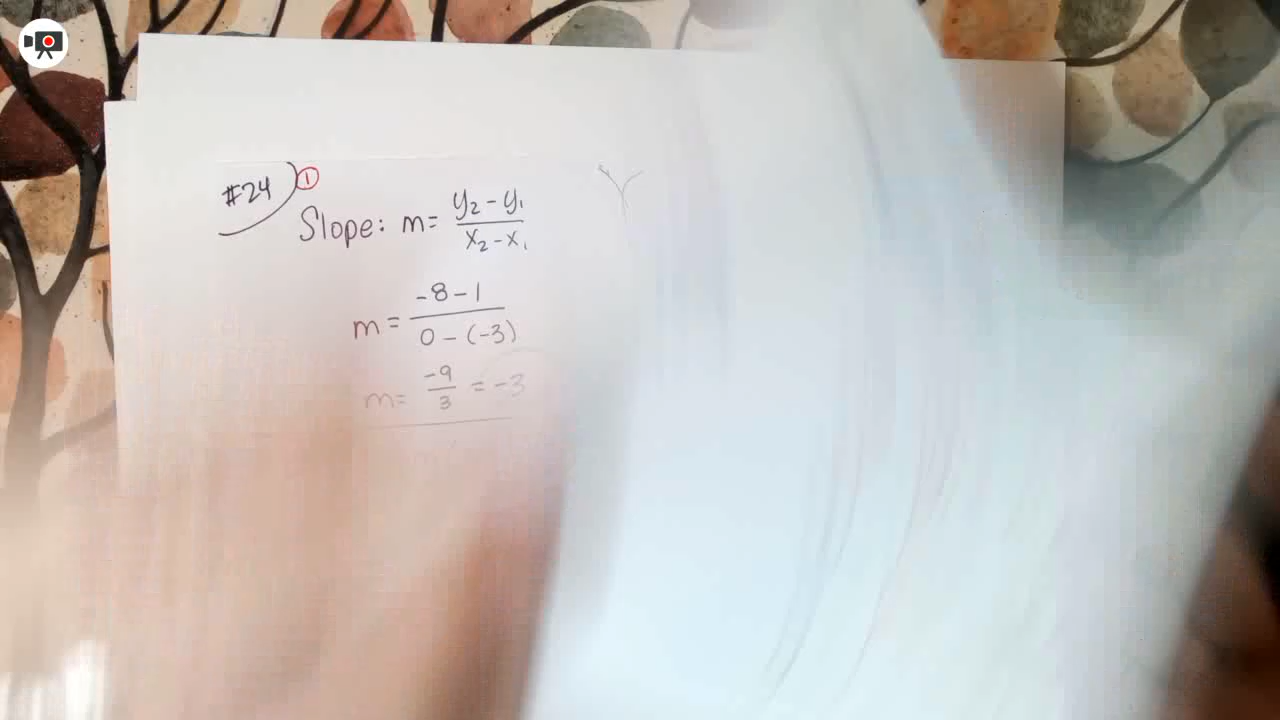 #24 ①
Slope: m = y₂ - y₁ / x₂ - x₁
m = -8 - 1 / 0 - (-3)
m = -9 / 3 = -3